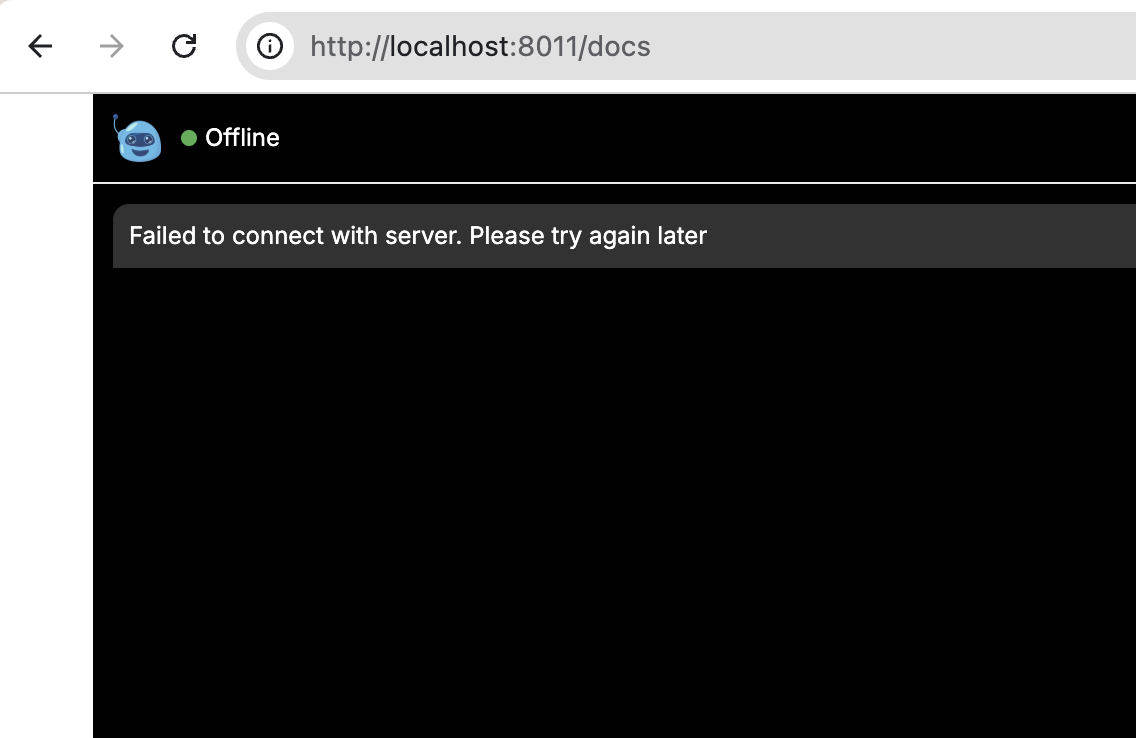 http://localhost:8011/docs
Offline
Failed to connect with server. Please try again later